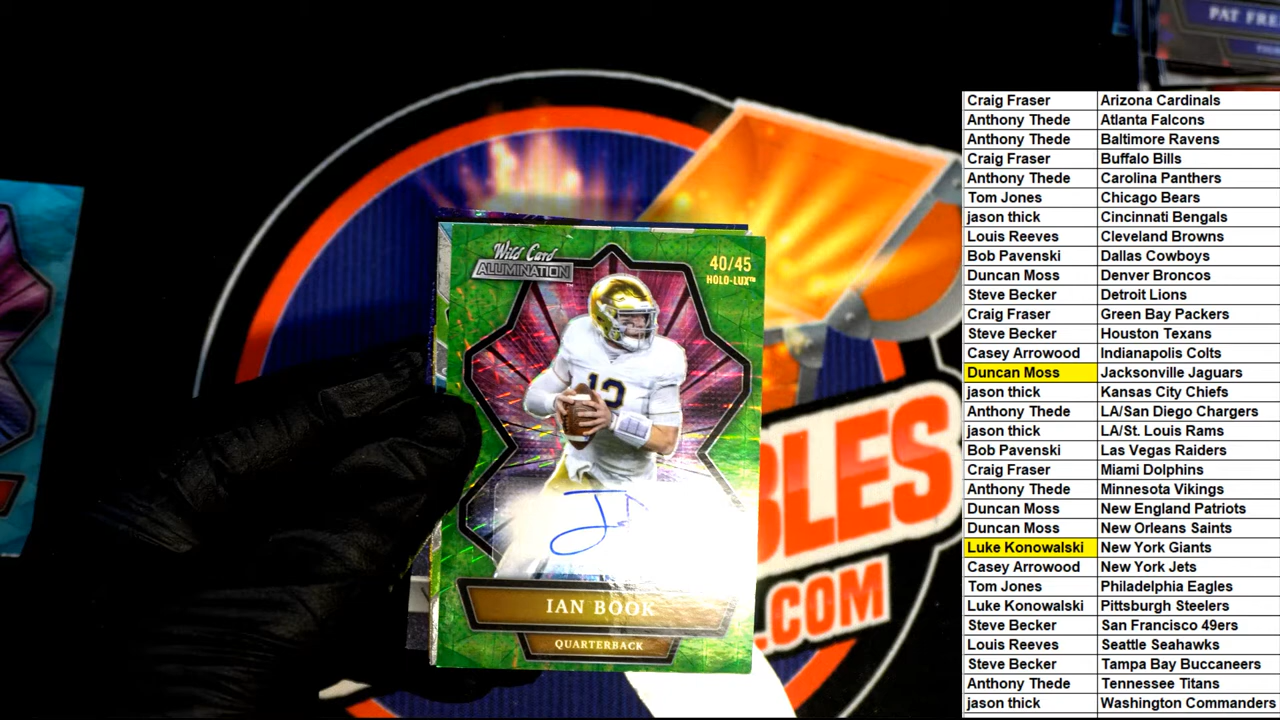 PAT FRE
Wild Card
ALUMINATION
40/45
HOLO-LUX™
12
IAN BOOK
QUARTERBACK
BLES
.COM
Craig Fraser Arizona Cardinals
Anthony Thede Atlanta Falcons
Anthony Thede Baltimore Ravens
Craig Fraser Buffalo Bills
Anthony Thede Carolina Panthers
Tom Jones Chicago Bears
jason thick Cincinnati Bengals
Louis Reeves Cleveland Browns
Bob Pavenski Dallas Cowboys
Duncan Moss Denver Broncos
Steve Becker Detroit Lions
Craig Fraser Green Bay Packers
Steve Becker Houston Texans
Casey Arrowood Indianapolis Colts
Duncan Moss Jacksonville Jaguars
jason thick Kansas City Chiefs
Anthony Thede LA/San Diego Chargers
jason thick LA/St. Louis Rams
Bob Pavenski Las Vegas Raiders
Craig Fraser Miami Dolphins
Anthony Thede Minnesota Vikings
Duncan Moss New England Patriots
Duncan Moss New Orleans Saints
Luke Konowalski New York Giants
Casey Arrowood New York Jets
Tom Jones Philadelphia Eagles
Luke Konowalski Pittsburgh Steelers
Steve Becker San Francisco 49ers
Louis Reeves Seattle Seahawks
Steve Becker Tampa Bay Buccaneers
Anthony Thede Tennessee Titans
jason thick Washington Commanders